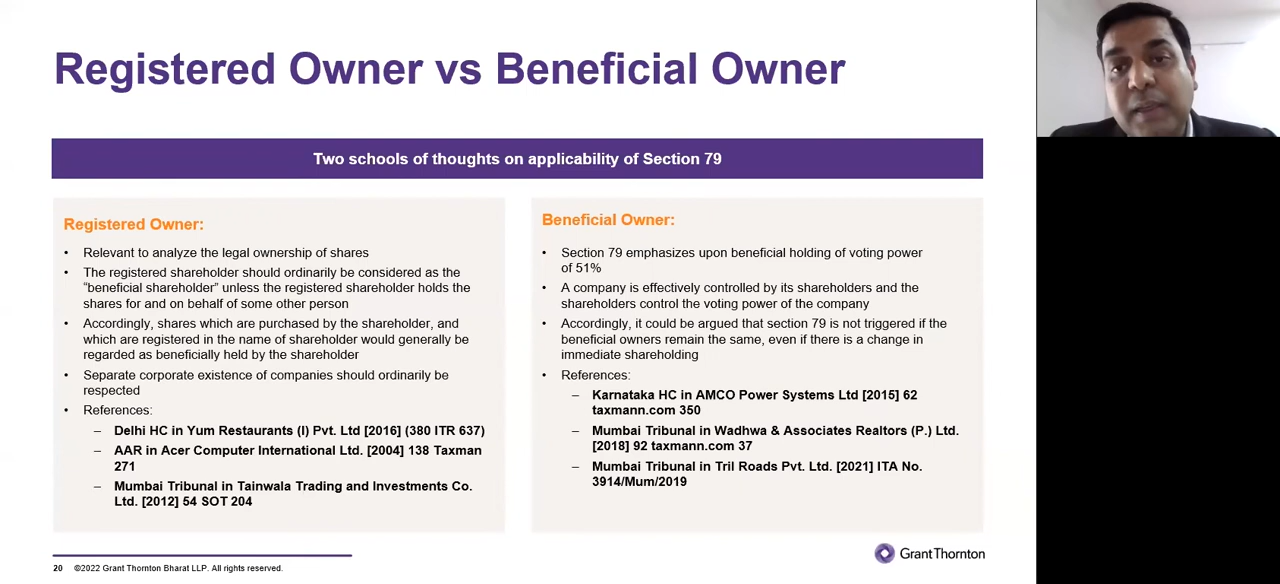 Registered Owner vs Beneficial Owner
Two schools of thoughts on applicability of Section 79
Registered Owner:
• Relevant to analyze the legal ownership of shares
• The registered shareholder should ordinarily be considered as the
“beneficial shareholder” unless the registered shareholder holds the
shares for and on behalf of some other person
• Accordingly, shares which are purchased by the shareholder, and
which are registered in the name of shareholder would generally be
regarded as beneficially held by the shareholder
• Separate corporate existence of companies should ordinarily be
respected
• References:
– Delhi HC in Yum Restaurants (I) Pvt. Ltd [2016] (380 ITR 637)
– AAR in Acer Computer International Ltd. [2004] 138 Taxman
271
– Mumbai Tribunal in Tainwala Trading and Investments Co.
Ltd. [2012] 54 SOT 204
Beneficial Owner:
• Section 79 emphasizes upon beneficial holding of voting power
of 51%
• A company is effectively controlled by its shareholders and the
shareholders control the voting power of the company
• Accordingly, it could be argued that section 79 is not triggered if the
beneficial owners remain the same, even if there is a change in
immediate shareholding
• References:
– Karnataka HC in AMCO Power Systems Ltd [2015] 62
taxmann.com 350
– Mumbai Tribunal in Wadhwa & Associates Realtors (P.) Ltd.
[2018] 92 taxmann.com 37
– Mumbai Tribunal in Tril Roads Pvt. Ltd. [2021] ITA No.
3914/Mum/2019
20 ©2022 Grant Thornton Bharat LLP. All rights reserved.
GrantThornton